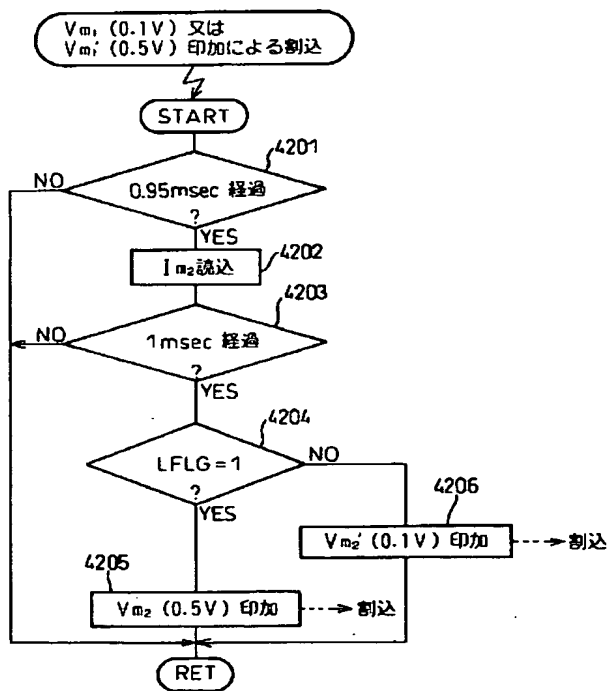 Vm₁ (0.1V) 又は
Vm₁′ (0.5V) 印加による割込
START
4201
NO
0.95msec 経過
?
YES
4202
Im₂読込
4203
NO
1msec 経過
?
YES
4204
LFLG=1
NO
?
YES
4206
Vm₂′ (0.1V) 印加
割込
4205
Vm₂ (0.5V) 印加
割込
RET